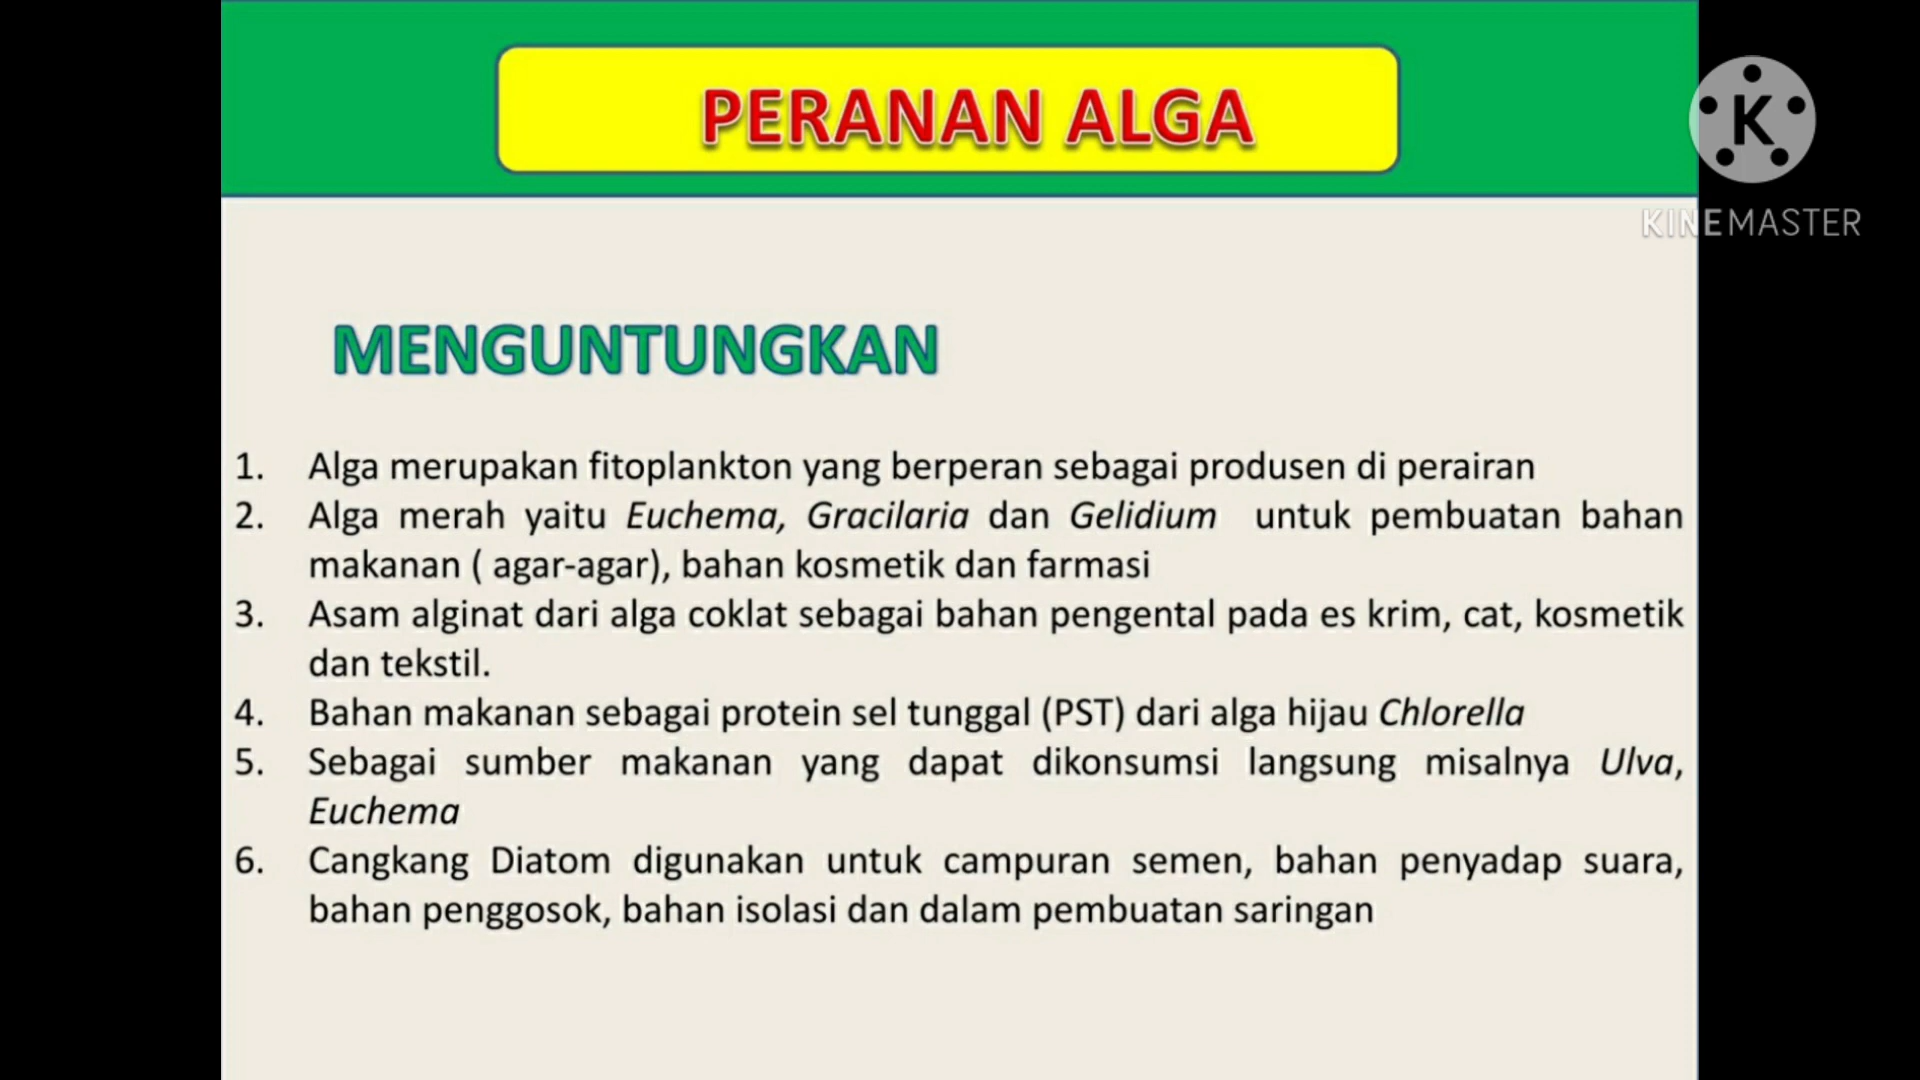 PERANAN ALGA
K
KINEMASTER
MENGUNTUNGKAN
1. Alga merupakan fitoplankton yang berperan sebagai produsen di perairan
2. Alga merah yaitu Euchema, Gracilaria dan Gelidium untuk pembuatan bahan
makanan ( agar-agar), bahan kosmetik dan farmasi
3. Asam alginat dari alga coklat sebagai bahan pengental pada es krim, cat, kosmetik
dan tekstil.
4. Bahan makanan sebagai protein sel tunggal (PST) dari alga hijau Chlorella
5. Sebagai sumber makanan yang dapat dikonsumsi langsung misalnya Ulva,
Euchema
6. Cangkang Diatom digunakan untuk campuran semen, bahan penyadap suara,
bahan penggosok, bahan isolasi dan dalam pembuatan saringan